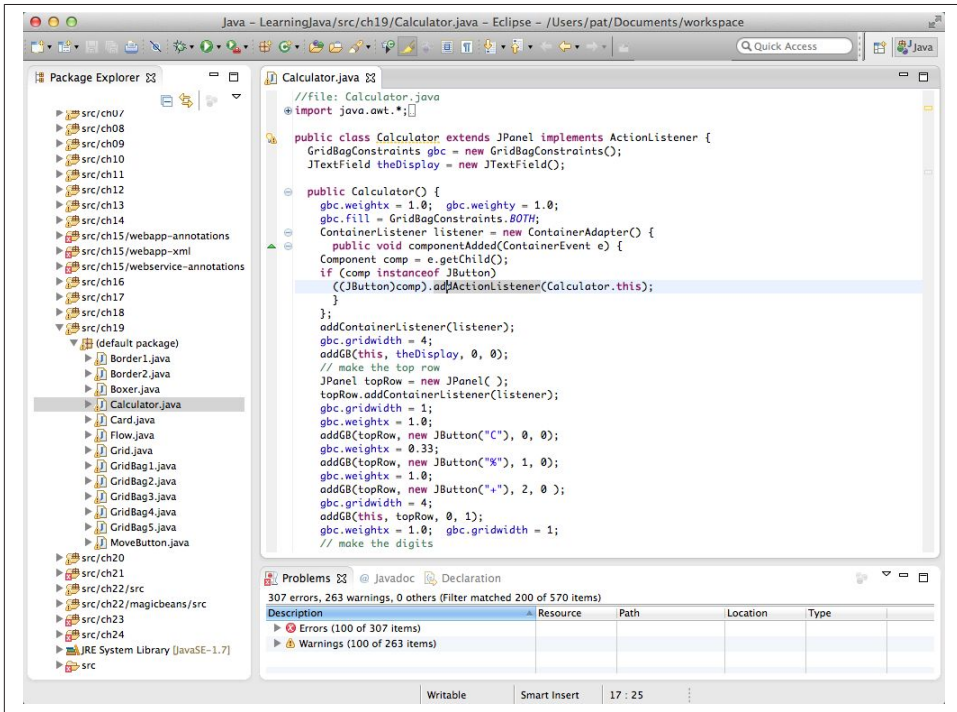 Java – LearningJava/src/ch19/Calculator.java – Eclipse – /Users/pat/Documents/workspace
Quick Access
Java
Package Explorer
src/ch07
src/ch08
src/ch09
src/ch10
src/ch11
src/ch12
src/ch13
src/ch14
src/ch15/webapp-annotations
src/ch15/webapp-xml
src/ch15/webservice-annotations
src/ch16
src/ch17
src/ch18
src/ch19
(default package)
Border1.java
Border2.java
Boxer.java
Calculator.java
Card.java
Flow.java
Grid.java
GridBag1.java
GridBag2.java
GridBag3.java
GridBag4.java
GridBag5.java
MoveButton.java
src/ch20
src/ch21
src/ch22/src
src/ch22/magicbeans/src
src/ch23
src/ch24
JRE System Library [JavaSE-1.7]
src
Calculator.java
//file: Calculator.java
import java.awt.*;
public class Calculator extends JPanel implements ActionListener {
GridBagConstraints gbc = new GridBagConstraints();
JTextField theDisplay = new JTextField();
public Calculator() {
gbc.weightx = 1.0;  gbc.weighty = 1.0;
gbc.fill = GridBagConstraints.BOTH;
ContainerListener listener = new ContainerAdapter() {
public void componentAdded(ContainerEvent e) {
Component comp = e.getChild();
if (comp instanceof JButton)
((JButton)comp).addActionListener(Calculator.this);
}
};
addContainerListener(listener);
gbc.gridwidth = 4;
addGB(this, theDisplay, 0, 0);
// make the top row
JPanel topRow = new JPanel( );
topRow.addContainerListener(listener);
gbc.gridwidth = 1;
gbc.weightx = 1.0;
addGB(topRow, new JButton("C"), 0, 0);
gbc.weightx = 0.33;
addGB(topRow, new JButton("%"), 1, 0);
gbc.weightx = 1.0;
addGB(topRow, new JButton("+"), 2, 0 );
gbc.gridwidth = 4;
addGB(this, topRow, 0, 1);
gbc.weightx = 1.0;  gbc.gridwidth = 1;
// make the digits
Problems @ Javadoc Declaration
307 errors, 263 warnings, 0 others (Filter matched 200 of 570 items)
Description Resource Path Location Type
Errors (100 of 307 items)
Warnings (100 of 263 items)
Writable Smart Insert 17 : 25